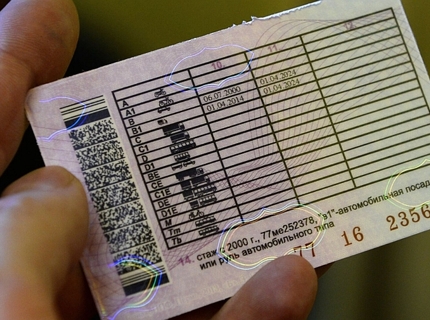 10. 11. 12.
A
A1
B 06.07.2000 01.04.2024
B1 01.04.2014 01.04.2024
C
C1
D
D1
BE
CE
C1E
DE
D1E
M
Tm
Tb
14. стаж с 2000 г., 77ме252378, "в1"-автомобильная посад
или руль автомобильного типа
77 16 2356